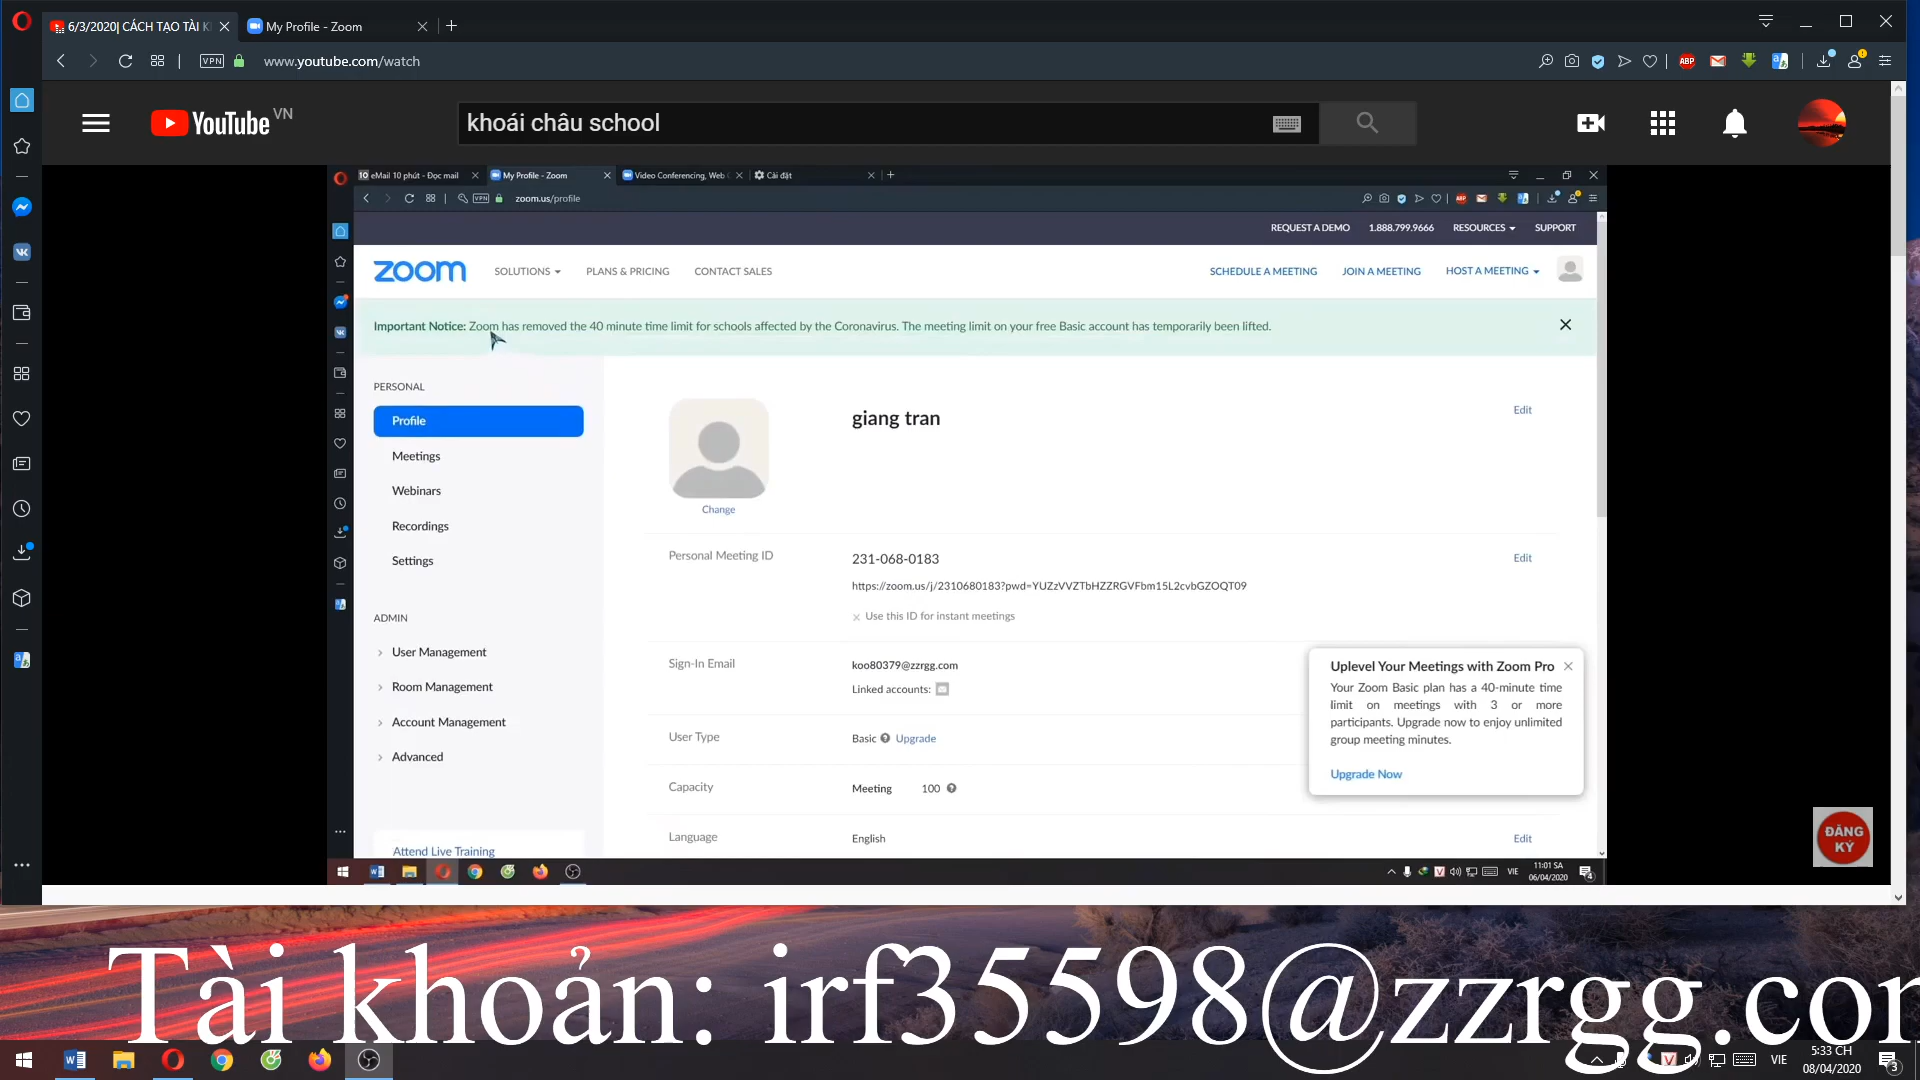 6/3/2020| CÁCH TẠO TÀI K
My Profile - Zoom
VPN
www.youtube.com/watch
ABP
YouTube VN
khoái châu school
eMail 10 phút - Đọc mail
My Profile - Zoom
Video Conferencing, Web
Cài đặt
VPN
zoom.us/profile
ABP
REQUEST A DEMO
1.888.799.9666
RESOURCES
SUPPORT
zoom
SOLUTIONS
PLANS & PRICING
CONTACT SALES
SCHEDULE A MEETING
JOIN A MEETING
HOST A MEETING
Important Notice: Zoom has removed the 40 minute time limit for schools affected by the Coronavirus. The meeting limit on your free Basic account has temporarily been lifted.
PERSONAL
Profile
Meetings
Webinars
Recordings
Settings
ADMIN
User Management
Room Management
Account Management
Advanced
Attend Live Training
giang tran
Edit
Change
Personal Meeting ID
231-068-0183
Edit
https://zoom.us/j/2310680183?pwd=YUZzVVZTbHZZRGVFbm15L2cvbGZOQT09
Use this ID for instant meetings
Sign-In Email
koo80379@zzrgg.com
Linked accounts:
User Type
Basic
Upgrade
Capacity
Meeting
100
Language
English
Edit
Uplevel Your Meetings with Zoom Pro
Your Zoom Basic plan has a 40-minute time
limit on meetings with 3 or more
participants. Upgrade now to enjoy unlimited
group meeting minutes.
Upgrade Now
ĐĂNG
KÝ
VIE
11:01 SA
06/04/2020
Tài khoản: irf35598@zzrgg.com
VIE
5:33 CH
08/04/2020
3